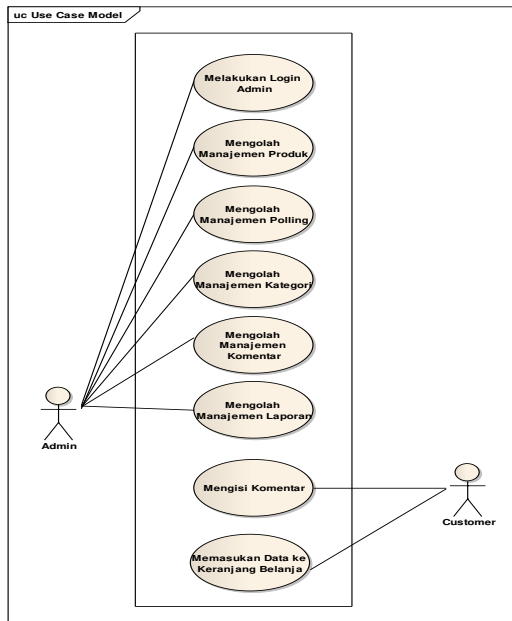 uc Use Case Model
Melakukan Login
Admin
Mengolah
Manajemen Produk
Mengolah
Manajemen Polling
Mengolah
Manajemen Kategori
Mengolah
Manajemen
Komentar
Mengolah
Manajemen Laporan
Admin
Mengisi Komentar
Customer
Memasukan Data ke
Keranjang Belanja